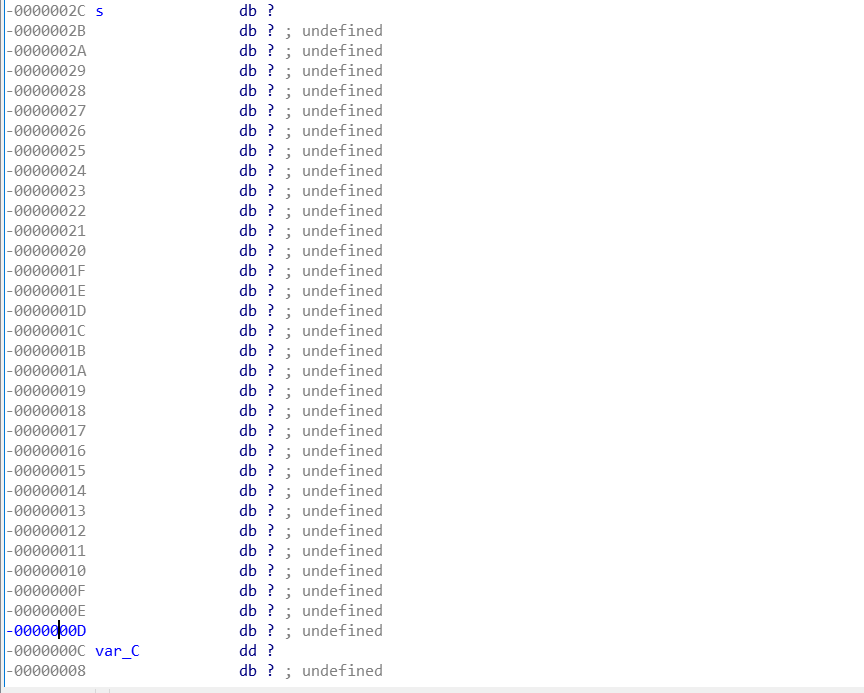 -0000002C s db ?
-0000002B db ? ; undefined
-0000002A db ? ; undefined
-00000029 db ? ; undefined
-00000028 db ? ; undefined
-00000027 db ? ; undefined
-00000026 db ? ; undefined
-00000025 db ? ; undefined
-00000024 db ? ; undefined
-00000023 db ? ; undefined
-00000022 db ? ; undefined
-00000021 db ? ; undefined
-00000020 db ? ; undefined
-0000001F db ? ; undefined
-0000001E db ? ; undefined
-0000001D db ? ; undefined
-0000001C db ? ; undefined
-0000001B db ? ; undefined
-0000001A db ? ; undefined
-00000019 db ? ; undefined
-00000018 db ? ; undefined
-00000017 db ? ; undefined
-00000016 db ? ; undefined
-00000015 db ? ; undefined
-00000014 db ? ; undefined
-00000013 db ? ; undefined
-00000012 db ? ; undefined
-00000011 db ? ; undefined
-00000010 db ? ; undefined
-0000000F db ? ; undefined
-0000000E db ? ; undefined
-0000000D db ? ; undefined
-0000000C var_C dd ?
-00000008 db ? ; undefined